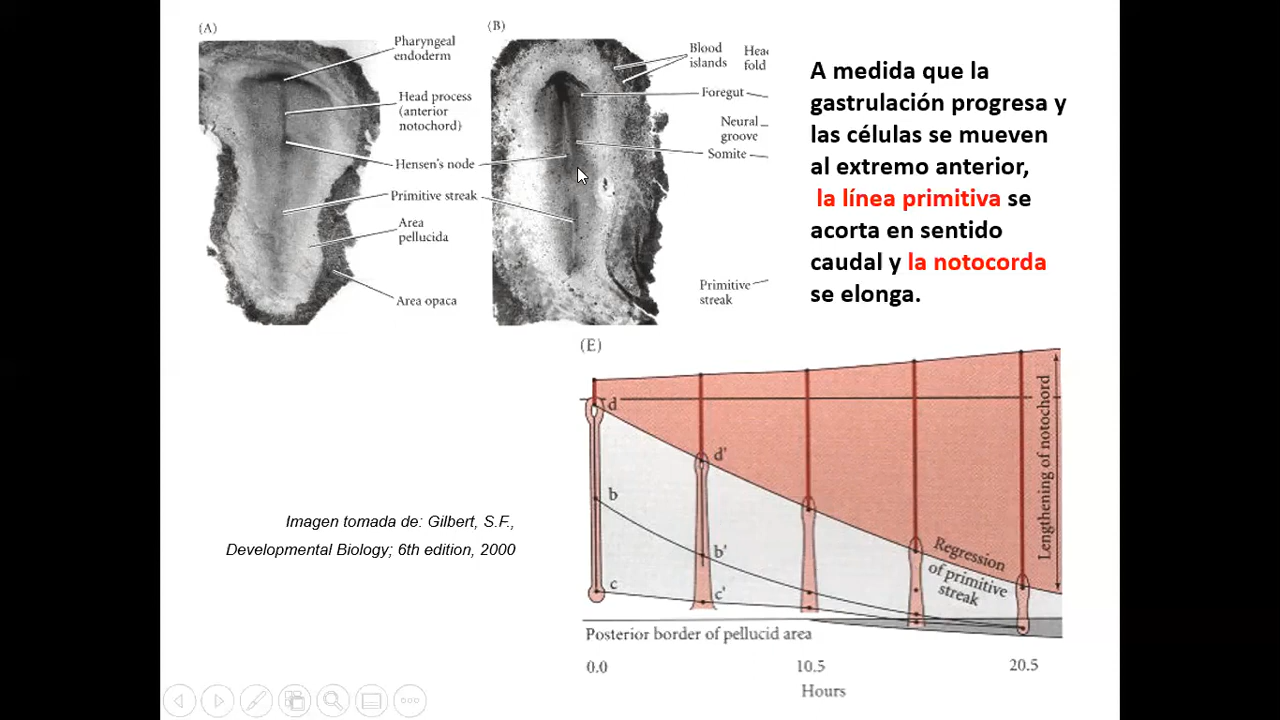 (A)
Pharyngeal
endoderm
Head process
(anterior
notochord)
Hensen's node
Primitive streak
Area
pellucida
Area opaca
(B)
Blood
islands
Head
fold
Foregut
Neural
groove
Somite
Primitive
streak
A medida que la
gastrulación progresa y
las células se mueven
al extremo anterior,
la línea primitiva se
acorta en sentido
caudal y la notocorda
se elonga.
Imagen tomada de: Gilbert, S.F.,
Developmental Biology; 6th edition, 2000
(E)
d
d'
b
b'
c
c'
Regression
of primitive
streak
Lengthening of notochord
Posterior border of pellucid area
0.0
10.5
20.5
Hours